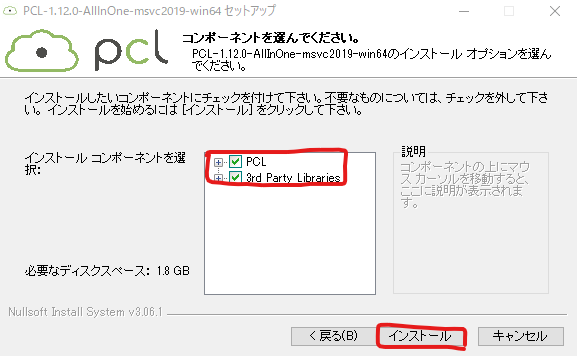 PCL-1.12.0-AllInOne-msvc2019-win64 セットアップ
pcl
コンポーネントを選んでください。
PCL-1.12.0-AllInOne-msvc2019-win64のインストール オプションを選ん
でください。
インストールしたいコンポーネントにチェックを付けて下さい。不要なものについては、チェックを外して下さ
い。 インストールを始めるには [インストール] をクリックして下さい。
インストール コンポーネントを選
択:
PCL
3rd Party Libraries
説明
コンポーネントの上にマウ
ス カーソルを移動すると、
ここに説明が表示されま
す。
必要なディスクスペース: 1.8 GB
Nullsoft Install System v3.06.1
< 戻る(B)
インストール
キャンセル